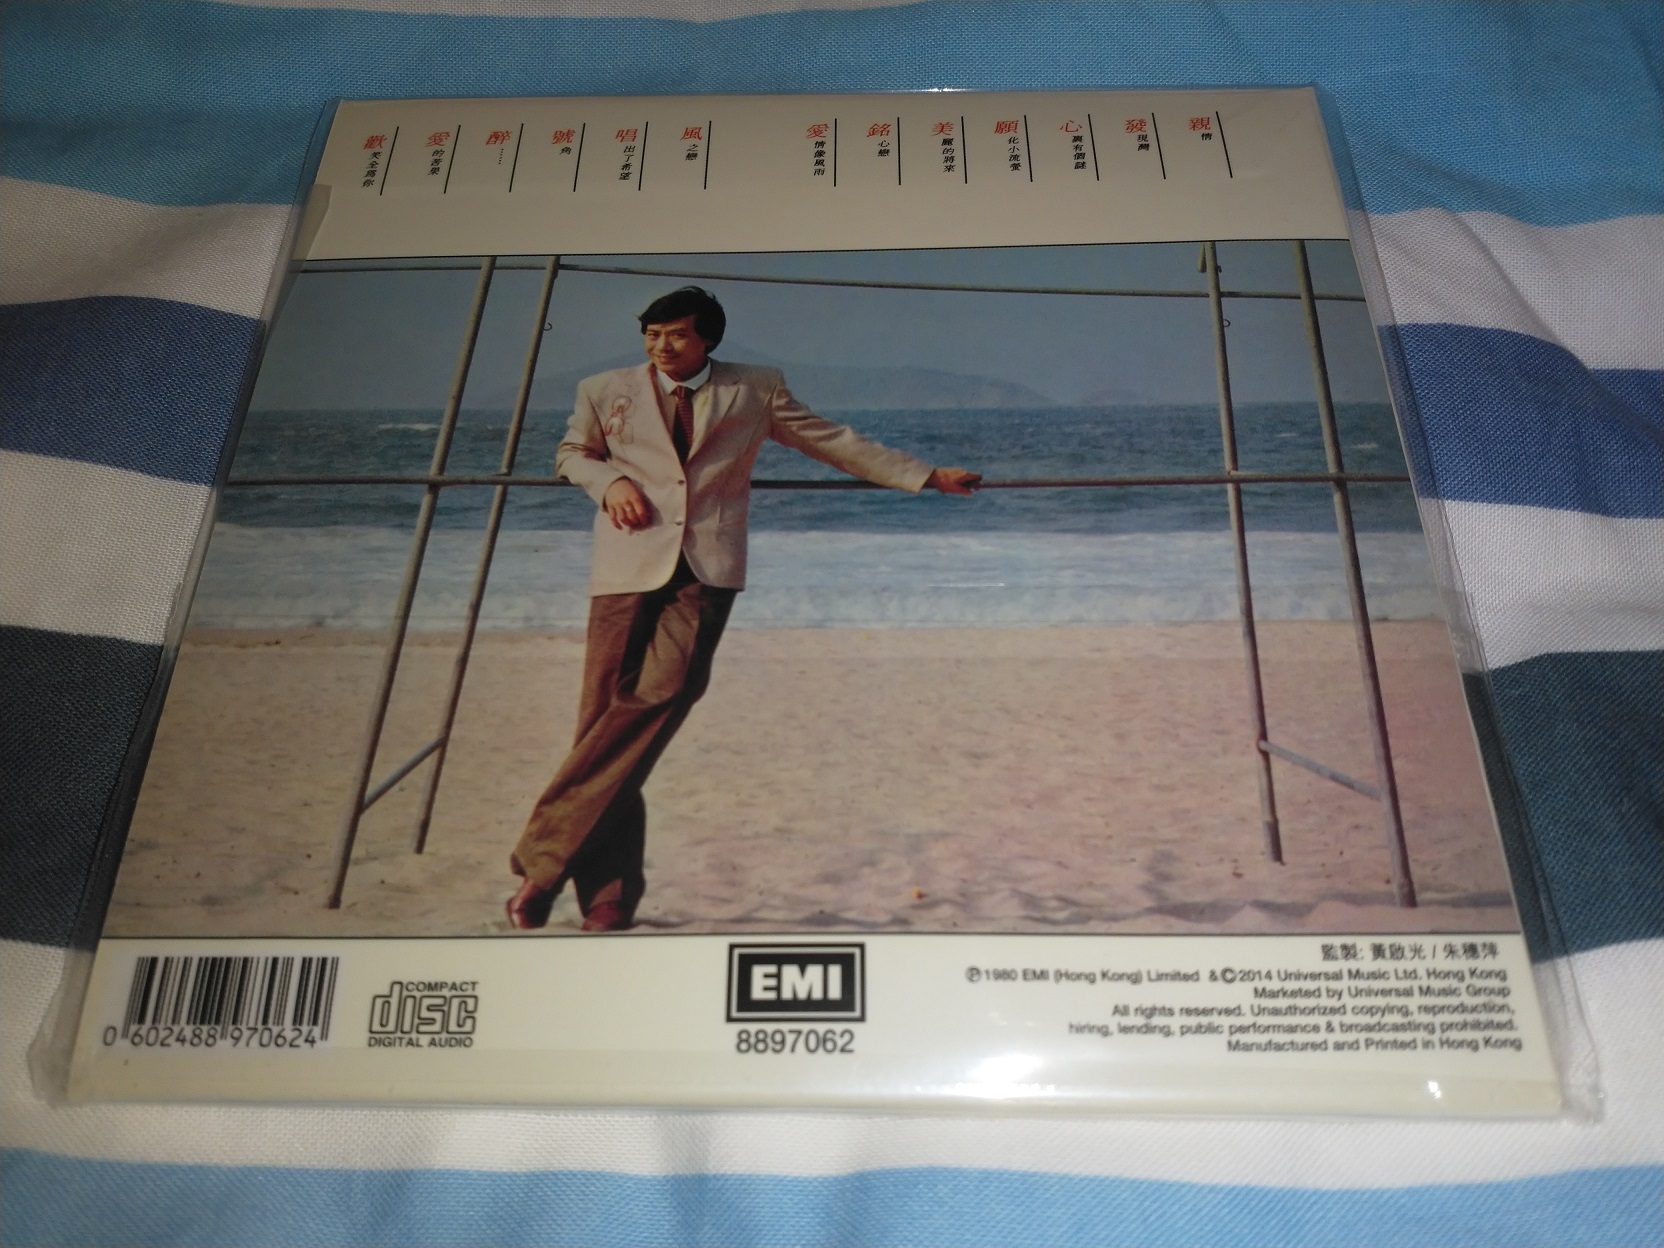 親情
發現灣
心裏有個謎
願化小流螢
美麗的將來
銘心戀
愛情像風雨
風之戀
唱出了希望
號角
醉……
愛的苦果
歡笑全為你
0 602488 970624
COMPACT
disc
DIGITAL AUDIO
EMI
8897062
監製: 黃啟光 / 朱穗萍
Ⓟ1980 EMI (Hong Kong) Limited & ©2014 Universal Music Ltd. Hong Kong
Marketed by Universal Music Group
All rights reserved. Unauthorized copying, reproduction,
hiring, lending, public performance & broadcasting prohibited.
Manufactured and Printed in Hong Kong